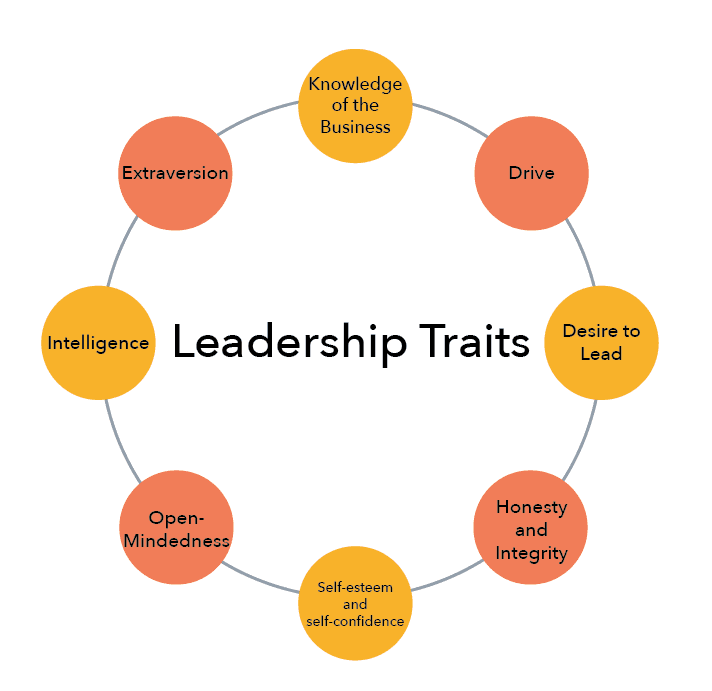 Knowledge
of the
Business
Extraversion
Drive
Intelligence
Leadership Traits
Desire to
Lead
Open-
Mindedness
Honesty
and
Integrity
Self-esteem
and
self-confidence